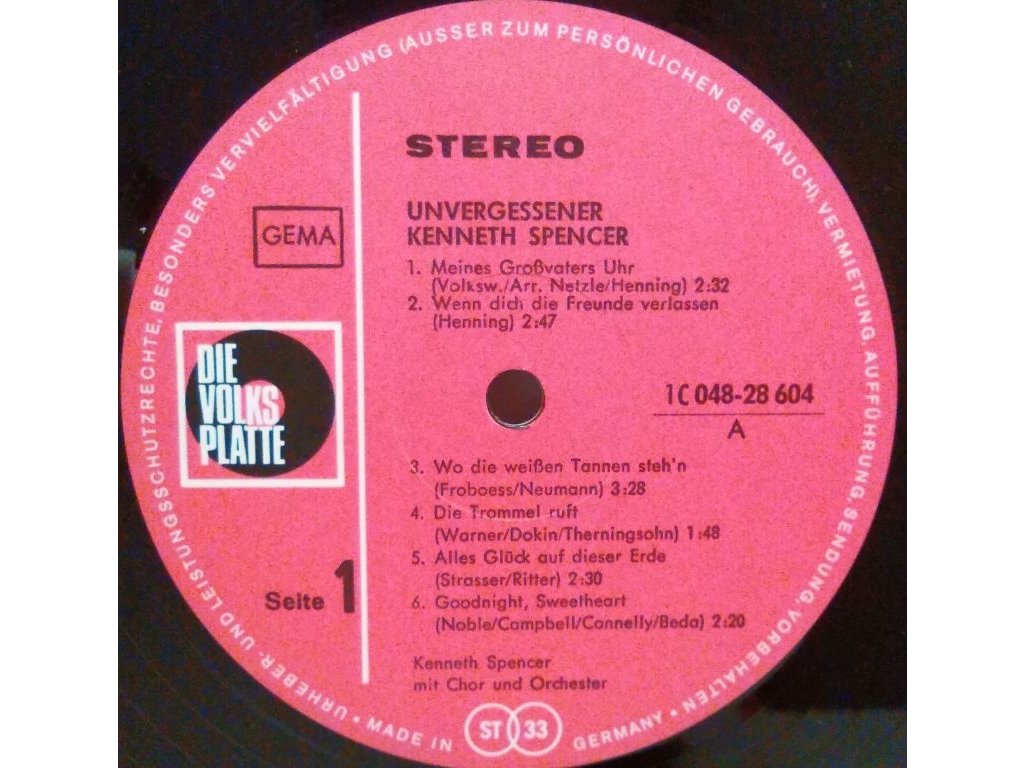 URHEBER- UND LEISTUNGSSCHUTZRECHTE, BESONDERS VERVIELFÄLTIGUNG (AUSSER ZUM PERSÖNLICHEN GEBRAUCH), VERMIETUNG, AUFFÜHRUNG, SENDUNG, VORBEHALTEN •
STEREO
UNVERGESSENER
KENNETH SPENCER
GEMA
1. Meines Großvaters Uhr
(Volksw./Arr. Netzle/Henning) 2:32
2. Wenn dich die Freunde verlassen
(Henning) 2:47
DIE
VOLKS
PLATTE
1C 048-28 604
A
3. Wo die weißen Tannen steh'n
(Froboess/Neumann) 3:28
4. Die Trommel ruft
(Warner/Dokin/Therningsohn) 1:48
5. Alles Glück auf dieser Erde
(Strasser/Ritter) 2:30
6. Goodnight, Sweetheart
(Noble/Campbell/Connelly/Beda) 2:20
Seite 1
Kenneth Spencer
mit Chor und Orchester
• MADE IN GERMANY
ST 33